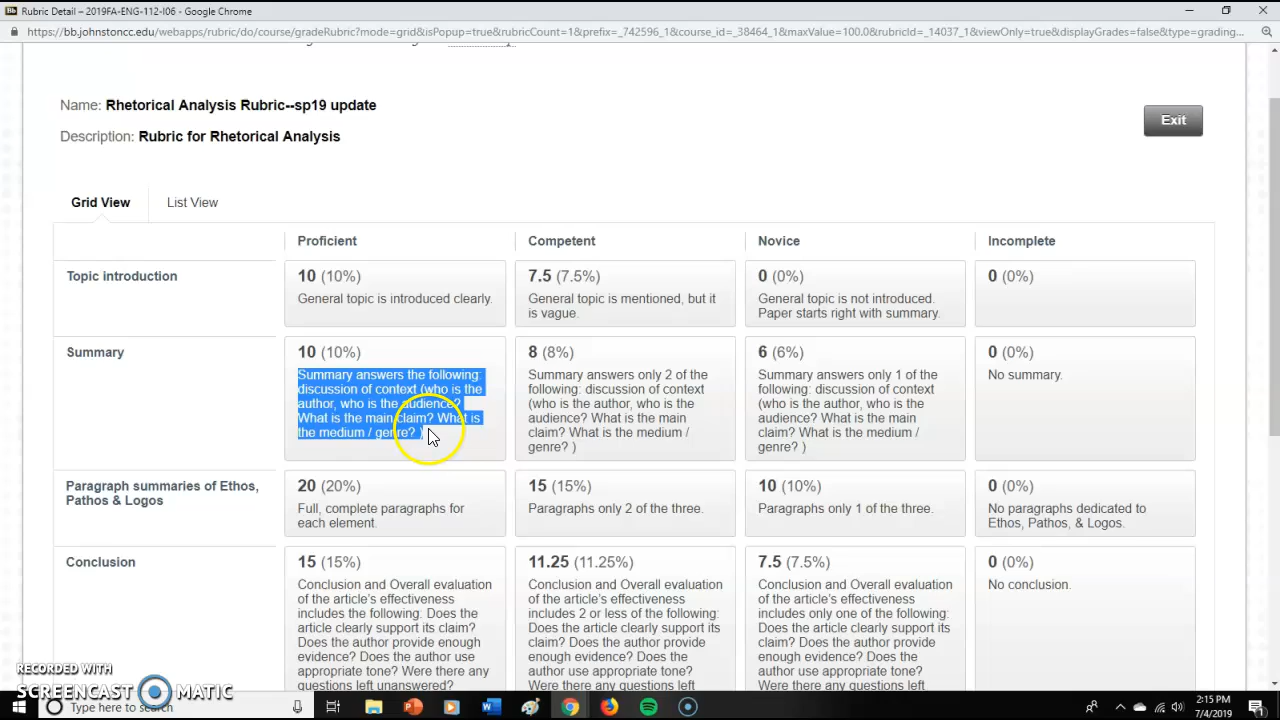 Rubric Detail – 2019FA-ENG-112-I06 - Google Chrome
https://bb.johnstoncc.edu/webapps/rubric/do/course/gradeRubric?mode=grid&isPopup=true&rubricCount=1&prefix=_742596_1&course_id=_38464_1&maxValue=100.0&rubricId=_14037_1&viewOnly=true&displayGrades=false&type=grading...
Name: Rhetorical Analysis Rubric--sp19 update
Exit
Description: Rubric for Rhetorical Analysis
Grid View
List View
Proficient
Competent
Novice
Incomplete
Topic introduction
10 (10%)
General topic is introduced clearly.
7.5 (7.5%)
General topic is mentioned, but it
is vague.
0 (0%)
General topic is not introduced.
Paper starts right with summary.
0 (0%)
Summary
10 (10%)
Summary answers the following:
discussion of context (who is the
author, who is the audience?
What is the main claim? What is
the medium / genre? )
8 (8%)
Summary answers only 2 of the
following: discussion of context
(who is the author, who is the
audience? What is the main
claim? What is the medium /
genre? )
6 (6%)
Summary answers only 1 of the
following: discussion of context
(who is the author, who is the
audience? What is the main
claim? What is the medium /
genre? )
0 (0%)
No summary.
Paragraph summaries of Ethos,
Pathos & Logos
20 (20%)
Full, complete paragraphs for
each element.
15 (15%)
Paragraphs only 2 of the three.
10 (10%)
Paragraphs only 1 of the three.
0 (0%)
No paragraphs dedicated to
Ethos, Pathos, & Logos.
Conclusion
15 (15%)
Conclusion and Overall evaluation
of the article's effectiveness
includes the following: Does the
article clearly support its claim?
Does the author provide enough
evidence? Does the author use
appropriate tone? Were there any
questions left unanswered?
11.25 (11.25%)
Conclusion and Overall evaluation
of the article's effectiveness
includes 2 or less of the following:
Does the article clearly support its
claim? Does the author provide
enough evidence? Does the
author use appropriate tone?
Were there any questions left
7.5 (7.5%)
Conclusion and Overall evaluation
of the article's effectiveness
includes only one of the following:
Does the article clearly support its
claim? Does the author provide
enough evidence? Does the
author use appropriate tone?
Were there any questions left
0 (0%)
No conclusion.
RECORDED WITH
SCREENCAST MATIC
Type here to search
2:15 PM
7/4/2019